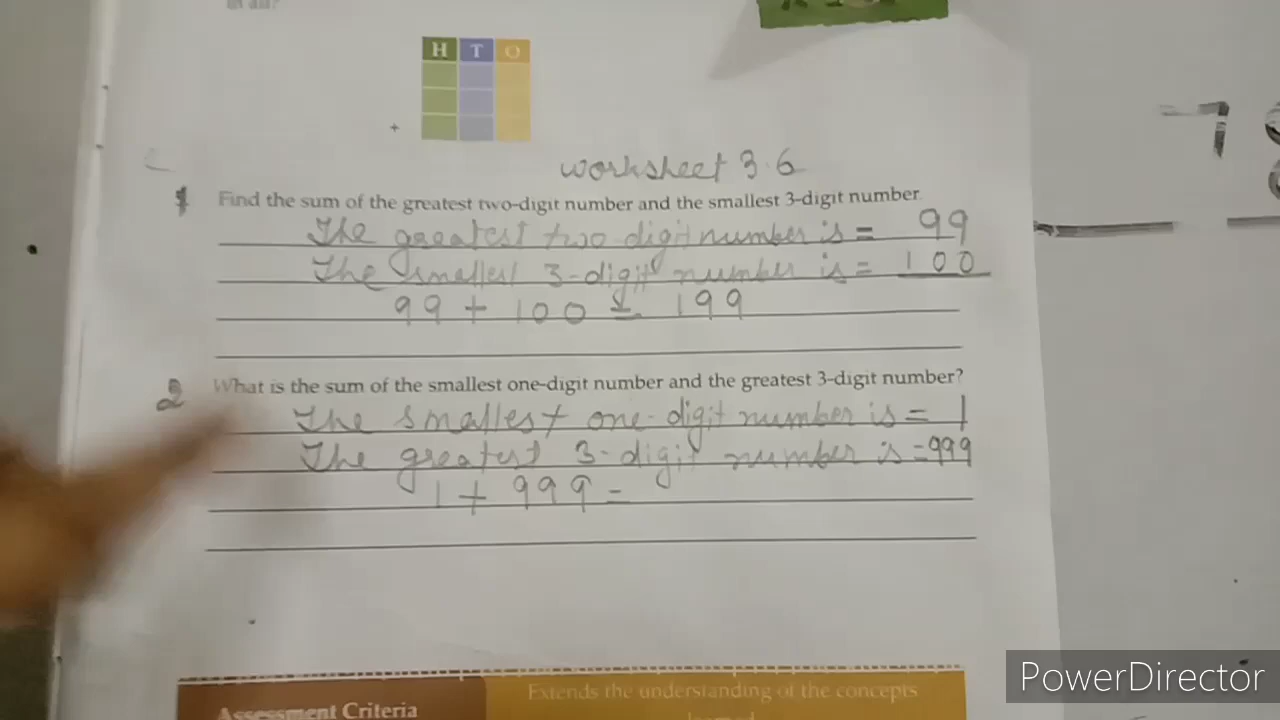 in all?
H T O
+
worksheet 3.6
1 Find the sum of the greatest two-digit number and the smallest 3-digit number.
The greatest two digit number is = 99
The smallest 3-digit number is = 100
99 + 100 = 199
2 What is the sum of the smallest one-digit number and the greatest 3-digit number?
The smallest one-digit number is = 1
The greatest 3-digit number is =999
1 + 999 =
Assessment Criteria
Extends the understanding of the concepts
learned
78
PowerDirector